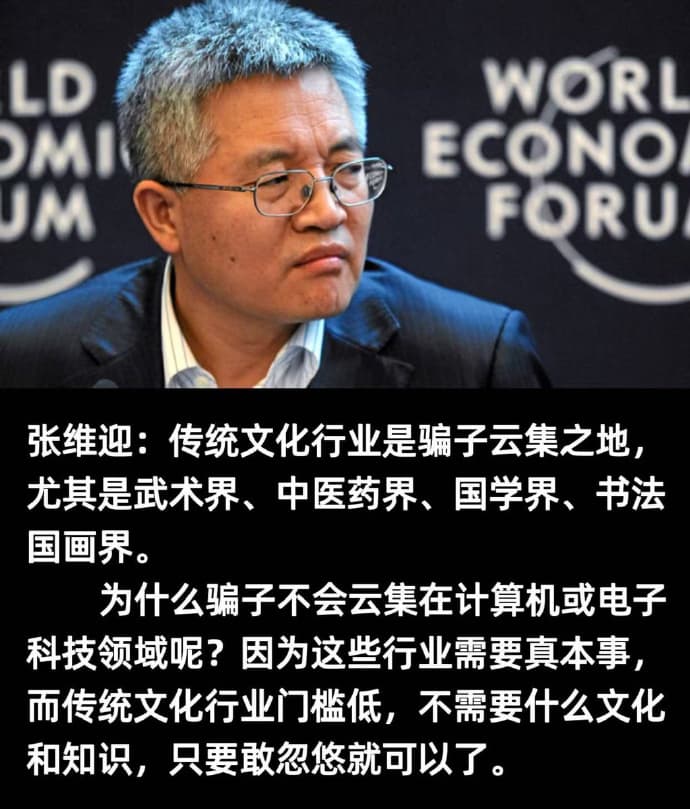 WORL
ECONOM
FORU
LD
OMI
UM
张维迎：传统文化行业是骗子云集之地，
尤其是武术界、中医药界、国学界、书法
国画界。
为什么骗子不会云集在计算机或电子
科技领域呢？因为这些行业需要真本事，
而传统文化行业门槛低，不需要什么文化
和知识，只要敢忽悠就可以了。